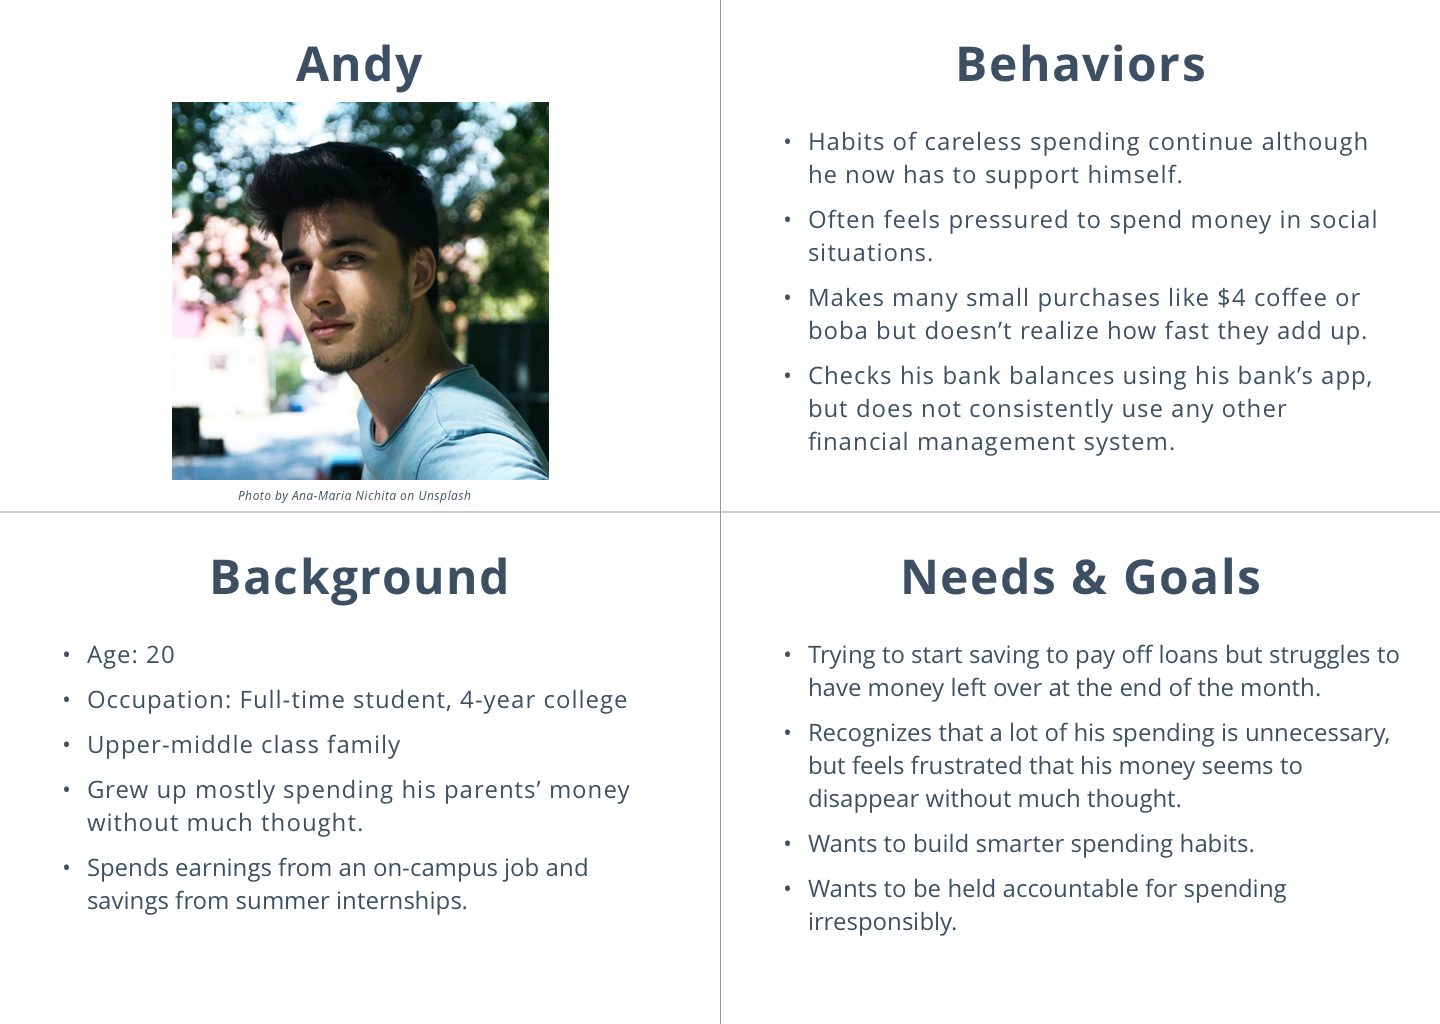 Andy
Photo by Ana-Maria Nichita on Unsplash
Behaviors
• Habits of careless spending continue although
he now has to support himself.
• Often feels pressured to spend money in social
situations.
• Makes many small purchases like $4 coffee or
boba but doesn’t realize how fast they add up.
• Checks his bank balances using his bank’s app,
but does not consistently use any other
financial management system.
Background
• Age: 20
• Occupation: Full-time student, 4-year college
• Upper-middle class family
• Grew up mostly spending his parents’ money
without much thought.
• Spends earnings from an on-campus job and
savings from summer internships.
Needs & Goals
• Trying to start saving to pay off loans but struggles to
have money left over at the end of the month.
• Recognizes that a lot of his spending is unnecessary,
but feels frustrated that his money seems to
disappear without much thought.
• Wants to build smarter spending habits.
• Wants to be held accountable for spending
irresponsibly.